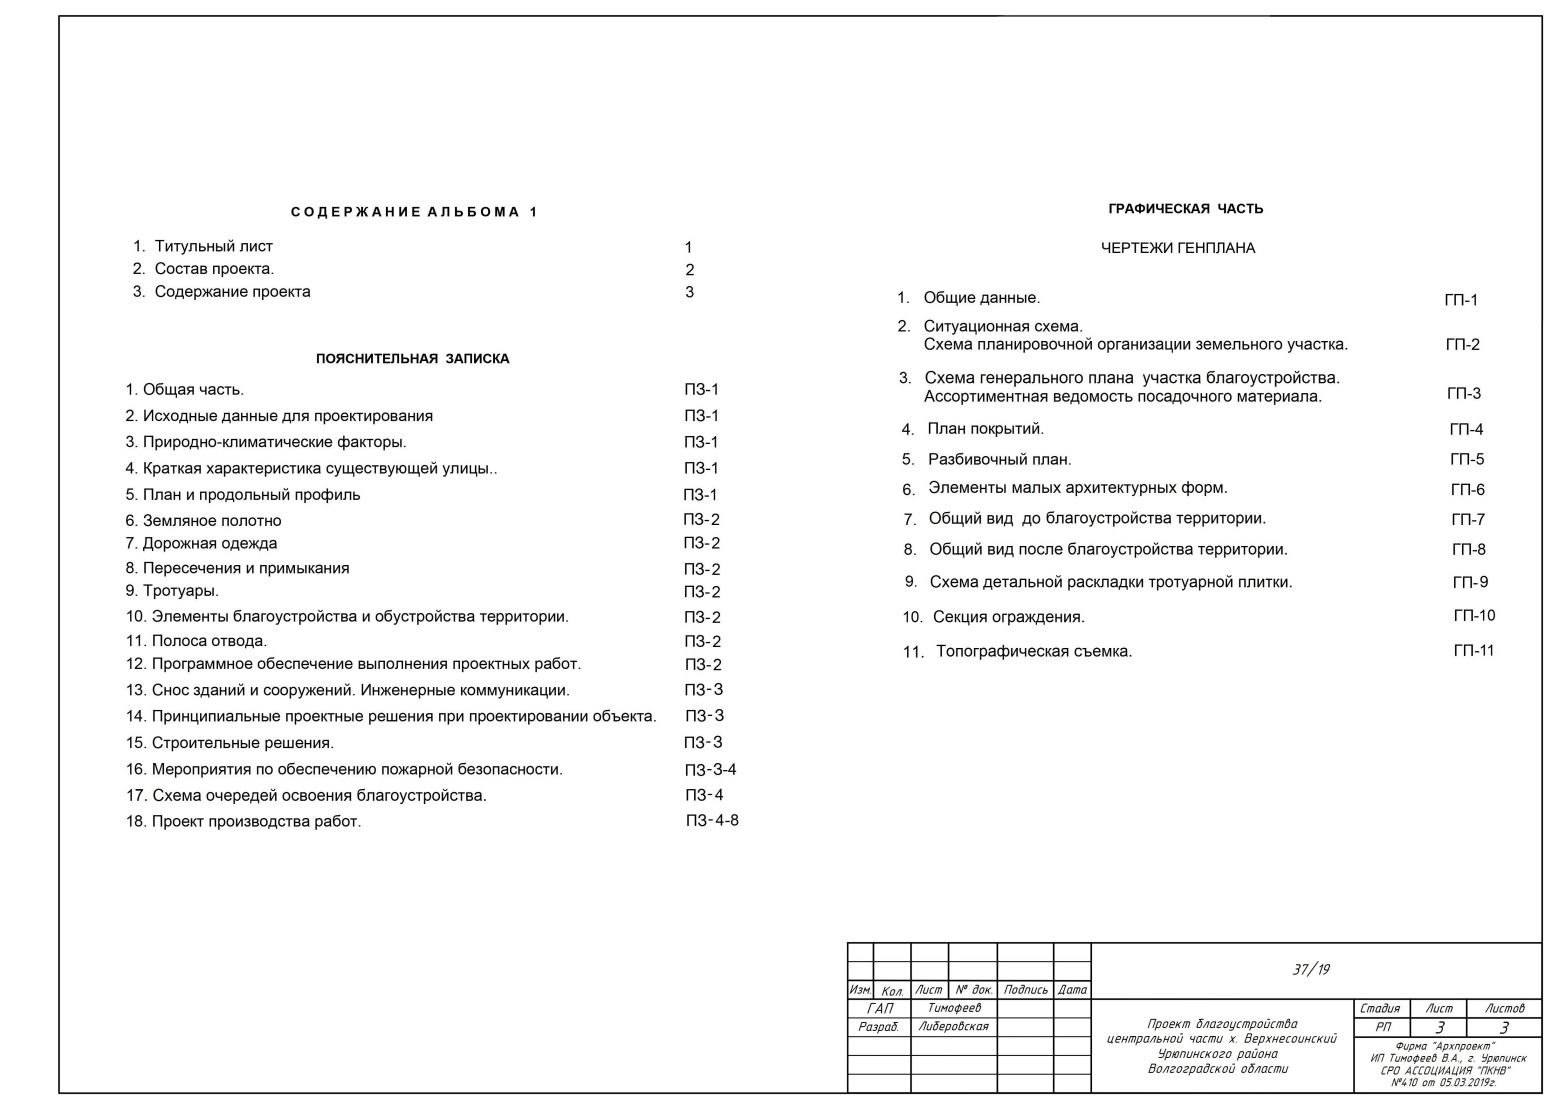 СОДЕРЖАНИЕ АЛЬБОМА 1
1. Титульный лист 1
2. Состав проекта. 2
3. Содержание проекта 3
ПОЯСНИТЕЛЬНАЯ ЗАПИСКА
1. Общая часть. ПЗ-1
2. Исходные данные для проектирования ПЗ-1
3. Природно-климатические факторы. ПЗ-1
4. Краткая характеристика существующей улицы.. ПЗ-1
5. План и продольный профиль ПЗ-1
6. Земляное полотно ПЗ-2
7. Дорожная одежда ПЗ-2
8. Пересечения и примыкания ПЗ-2
9. Тротуары. ПЗ-2
10. Элементы благоустройства и обустройства территории. ПЗ-2
11. Полоса отвода. ПЗ-2
12. Программное обеспечение выполнения проектных работ. ПЗ-2
13. Снос зданий и сооружений. Инженерные коммуникации. ПЗ-3
14. Принципиальные проектные решения при проектировании объекта. ПЗ-3
15. Строительные решения. ПЗ-3
16. Мероприятия по обеспечению пожарной безопасности. ПЗ-3-4
17. Схема очередей освоения благоустройства. ПЗ-4
18. Проект производства работ. ПЗ-4-8
ГРАФИЧЕСКАЯ ЧАСТЬ
ЧЕРТЕЖИ ГЕНПЛАНА
1. Общие данные. ГП-1
2. Ситуационная схема.
Схема планировочной организации земельного участка. ГП-2
3. Схема генерального плана участка благоустройства.
Ассортиментная ведомость посадочного материала. ГП-3
4. План покрытий. ГП-4
5. Разбивочный план. ГП-5
6. Элементы малых архитектурных форм. ГП-6
7. Общий вид до благоустройства территории. ГП-7
8. Общий вид после благоустройства территории. ГП-8
9. Схема детальной раскладки тротуарной плитки. ГП-9
10. Секция ограждения. ГП-10
11. Топографическая съемка. ГП-11
37/19
Изм. Кол. Лист № док. Подпись Дата
ГАП Тимофеев
Разраб. Либеровская
Проект благоустройства
центральной части х. Верхнесоинский
Урюпинского района
Волгоградской области
Стадия Лист Листов
РП 3 3
Фирма "Архпроект"
ИП Тимофеев В.А., г. Урюпинск
СРО АССОЦИАЦИЯ "ПКНВ"
№410 от 05.03.2019г.